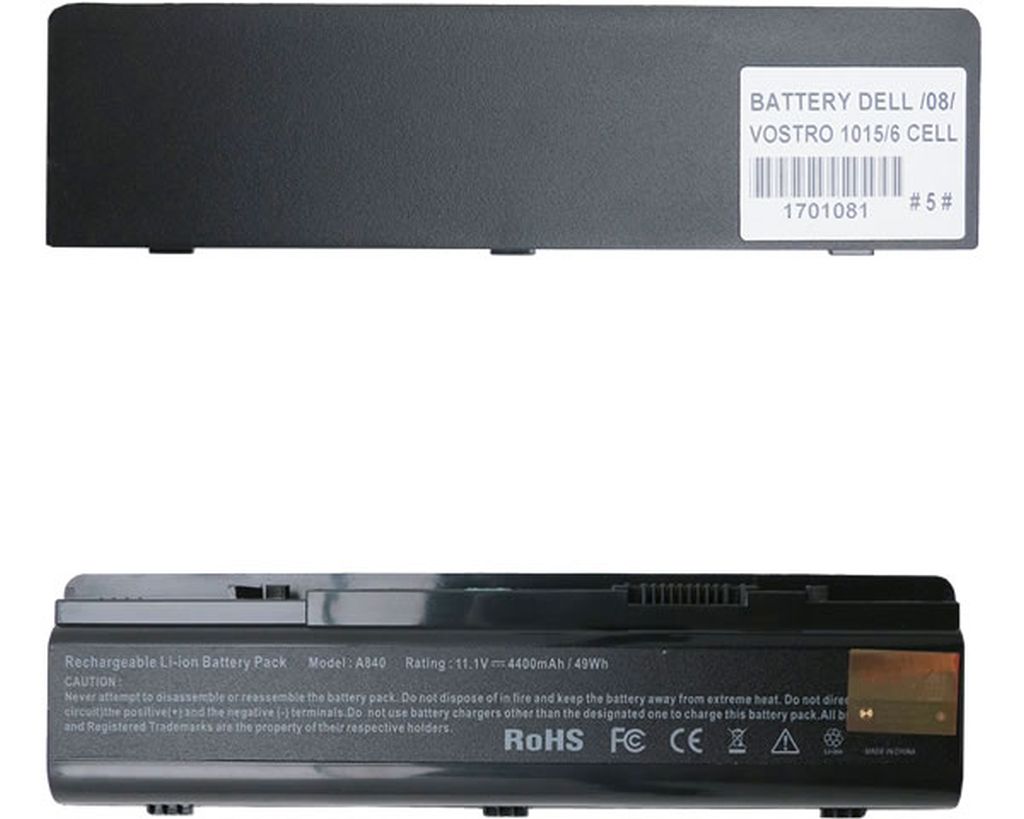 BATTERY DELL /08/
VOSTRO 1015/6 CELL
1701081 # 5 #
Rechargeable Li-ion Battery Pack Model : A840 Rating : 11.1V ⎓ 4400mAh / 49Wh
CAUTION :
Never attempt to disassemble or reassemble the battery pack. Do not dispose of in fire and keep the battery away from extreme heat. Do not
circuit)the positive(+) and the negative (-) terminals.Do not use battery chargers other than the designated one to charge this battery pack.All
and Registered Trademarks are the property of their respective holders.
RoHS FC CE Li-ion MADE IN CHINA